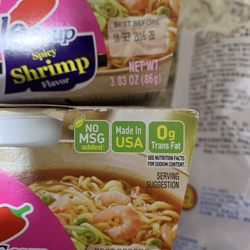 BEST BEFORE
Spicy
Shrimp
Flavor
NET WT
3.03 OZ (86g)
NO
MSG
added
Made in
USA
0g
Trans Fat
SEE NUTRITION FACTS
FOR SODIUM CONTENT.
SERVING
SUGGESTION